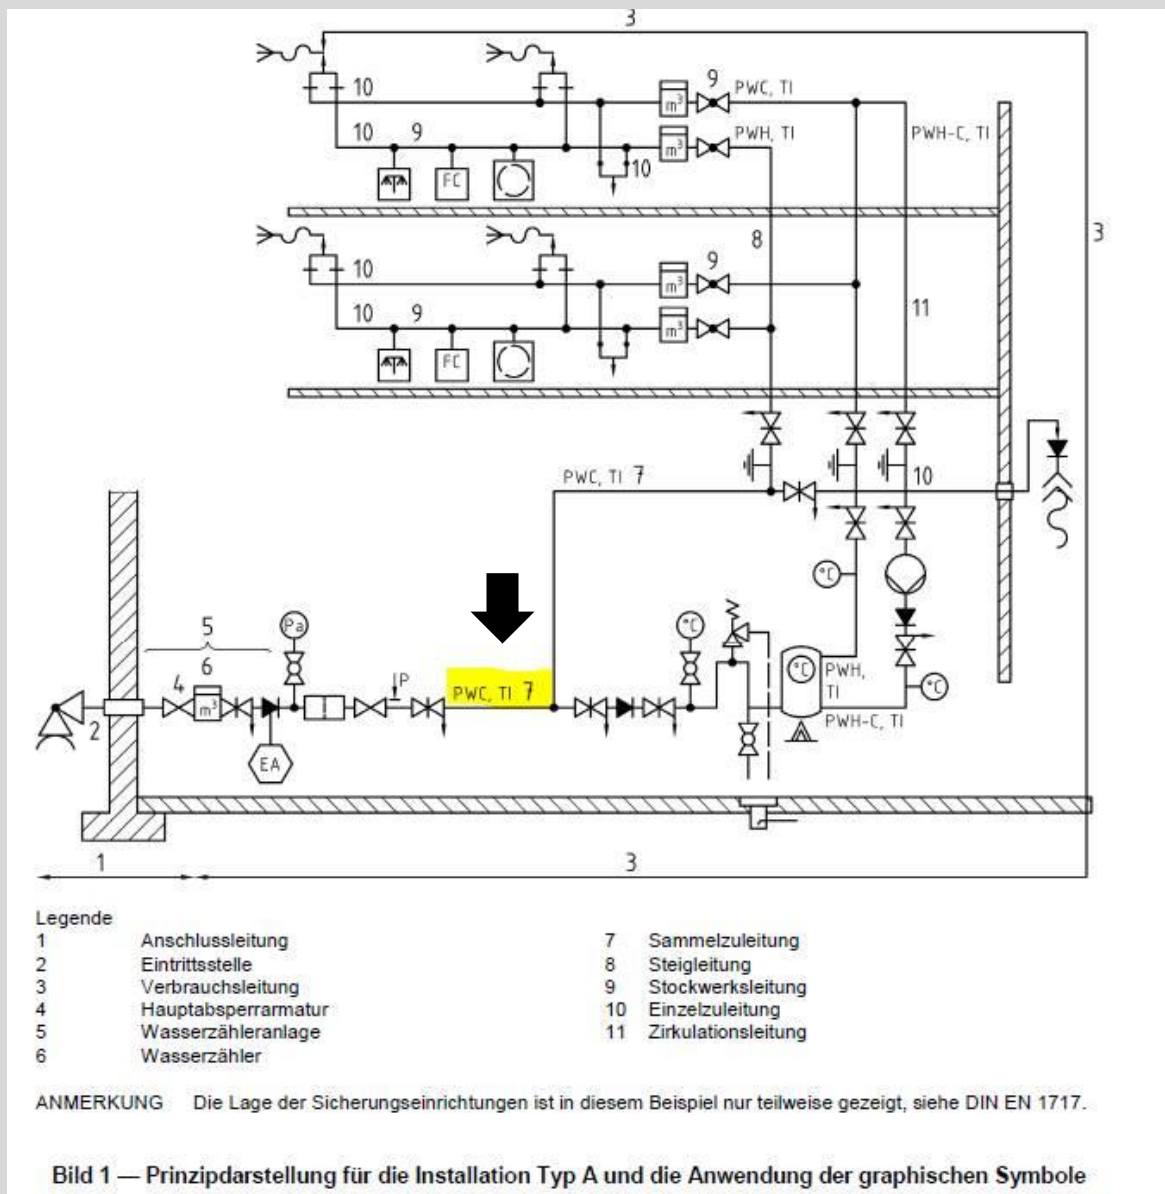 3
10
9
PWC, TI
m³
10
9
PWH, TI
PWH-C, TI
m³
10
FC
3
8
9
10
m³
11
10
9
m³
FC
PWC, TI 7
10
°C
5
Pa
°C
6
4
P
PWC, TI 7
°C
PWH,
TI
°C
m³
2
PWH-C, TI
EA
1
3
Legende
1 Anschlussleitung
2 Eintrittsstelle
3 Verbrauchsleitung
4 Hauptabsperrarmatur
5 Wasserzähleranlage
6 Wasserzähler
7 Sammelzuleitung
8 Steigleitung
9 Stockwerksleitung
10 Einzelzuleitung
11 Zirkulationsleitung
ANMERKUNG Die Lage der Sicherungseinrichtungen ist in diesem Beispiel nur teilweise gezeigt, siehe DIN EN 1717.
Bild 1 — Prinzipdarstellung für die Installation Typ A und die Anwendung der graphischen Symbole